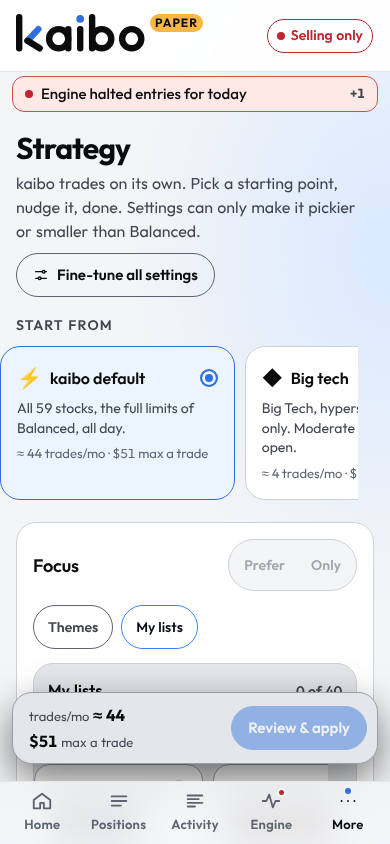 kaibo PAPER
Selling only
Engine halted entries for today +1
Strategy
kaibo trades on its own. Pick a starting point,
nudge it, done. Settings can only make it pickier
or smaller than Balanced.
Fine-tune all settings
START FROM
kaibo default
All 59 stocks, the full limits of
Balanced, all day.
≈ 44 trades/mo · $51 max a trade
Big tech
Big Tech, hypers
only. Moderate
open.
≈ 4 trades/mo · $
Focus
Prefer Only
Themes My lists
My lists 0 of 40
trades/mo ≈ 44
$51 max a trade
Review & apply
Home Positions Activity Engine More